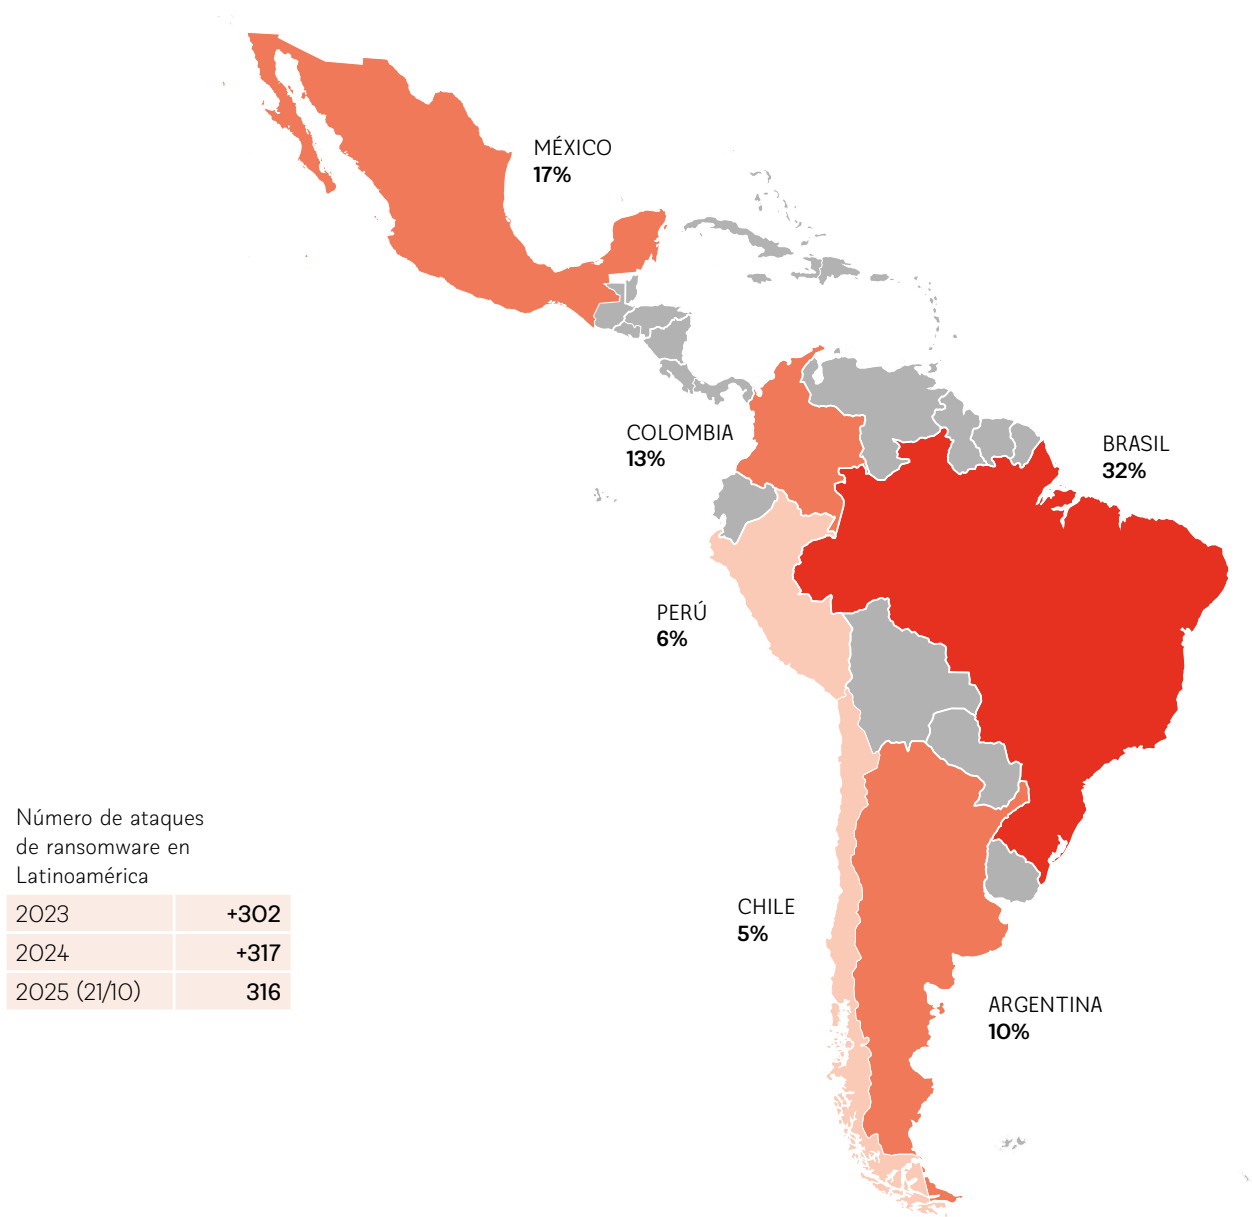 MÉXICO
17%
COLOMBIA
13%
BRASIL
32%
PERÚ
6%
Número de ataques
de ransomware en
Latinoamérica
2023 +302
2024 +317
2025 (21/10) 316
CHILE
5%
ARGENTINA
10%